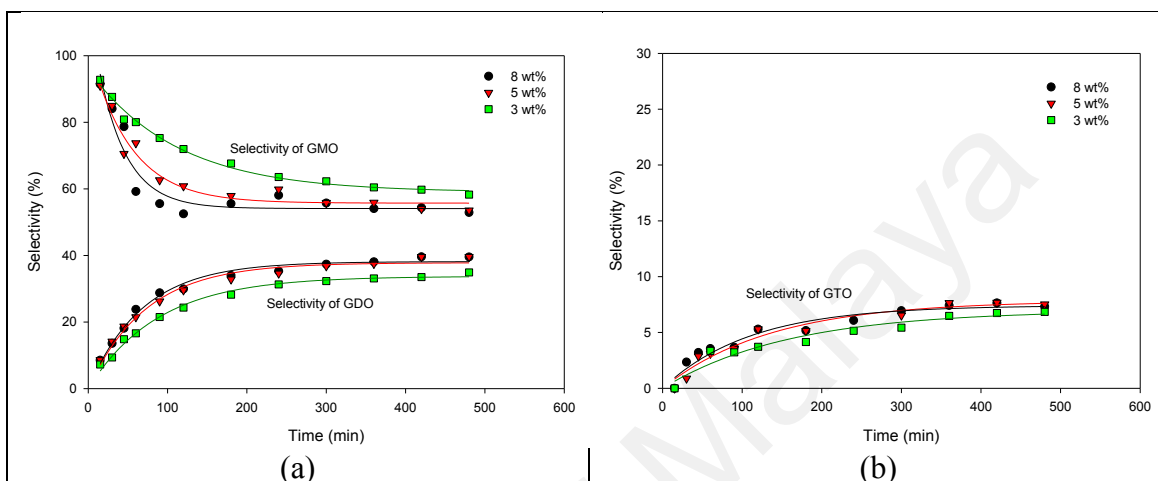 100
80
60
40
20
0
Selectivity (%)
8 wt%
5 wt%
3 wt%
Selectivity of GMO
Selectivity of GDO
0 100 200 300 400 500 600
Time (min)
(a)
30
25
20
15
10
5
0
Selectivity (%)
8 wt%
5 wt%
3 wt%
Selectivity of GTO
0 100 200 300 400 500 600
Time (min)
(b)
Malaya